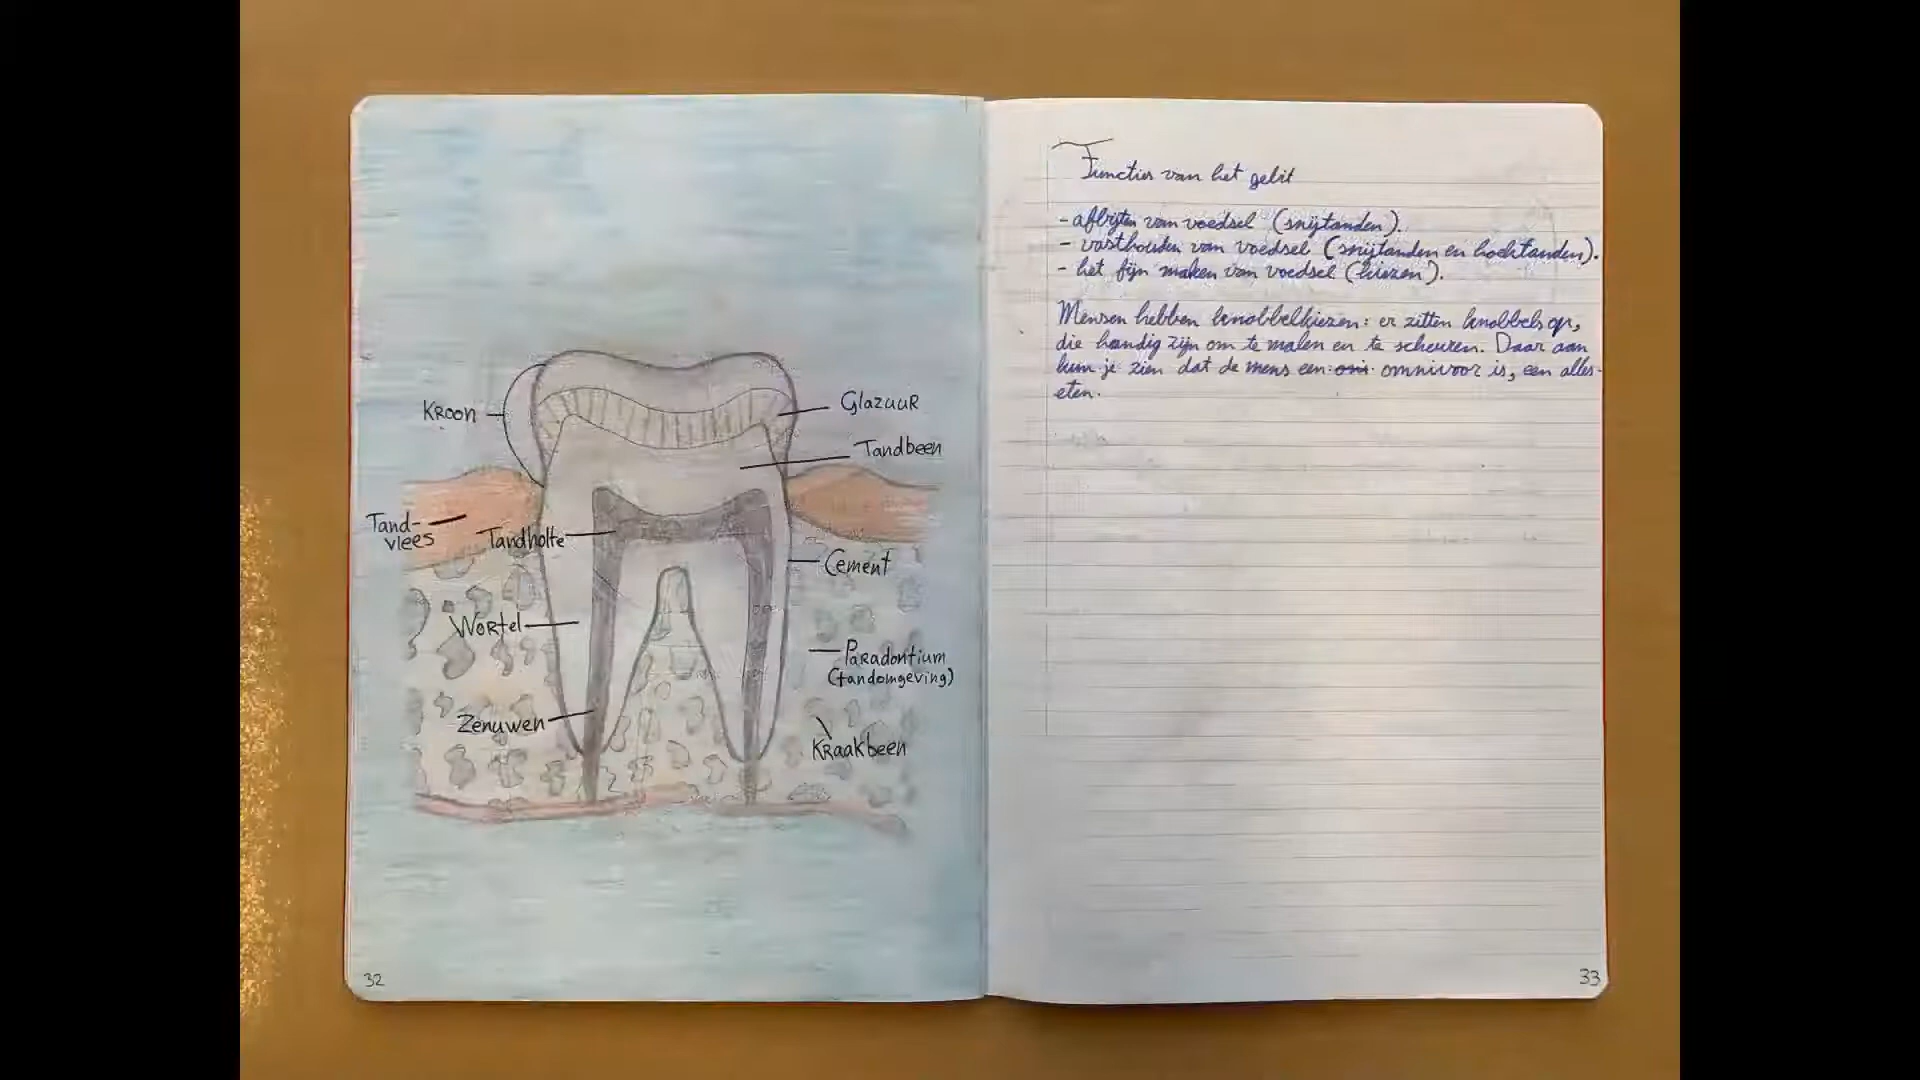 Kroon
Glazuur
Tandbeen
Tand-
vlees
Tandholte
Cement
Wortel
Paradontium
(tandomgeving)
Zenuwen
Kraakbeen
32
Functies van het gebit
- afbijten van voedsel (snijtanden).
- vasthouden van voedsel (snijtanden en hoektanden).
- het fijn maken van voedsel (kiezen).
Mensen hebben knobbelkiezen: er zitten knobbels op,
die handig zijn om te malen en te scheuren. Daar aan
kun je zien dat de mens een omnivoor is, een alles-
eten.
33